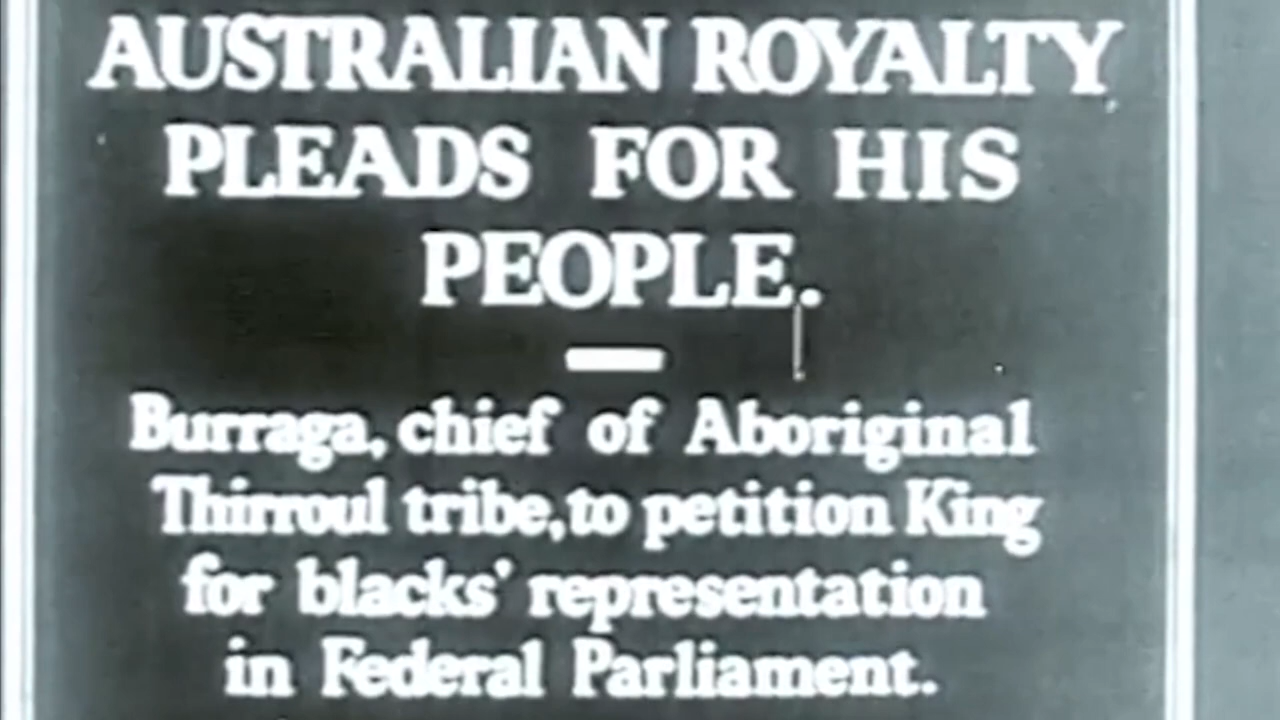 AUSTRALIAN ROYALTY
PLEADS FOR HIS
PEOPLE.
Burraga, chief of Aboriginal
Thirroul tribe, to petition King
for blacks' representation
in Federal Parliament.